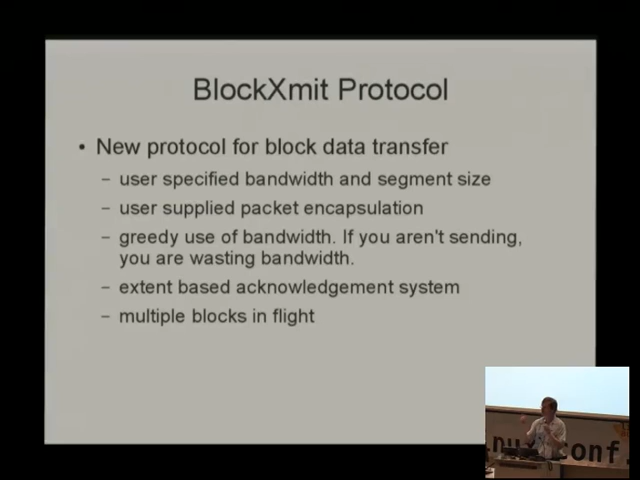 BlockXmit Protocol
• New protocol for block data transfer
– user specified bandwidth and segment size
– user supplied packet encapsulation
– greedy use of bandwidth. If you aren't sending,
you are wasting bandwidth.
– extent based acknowledgement system
– multiple blocks in flight
conf.